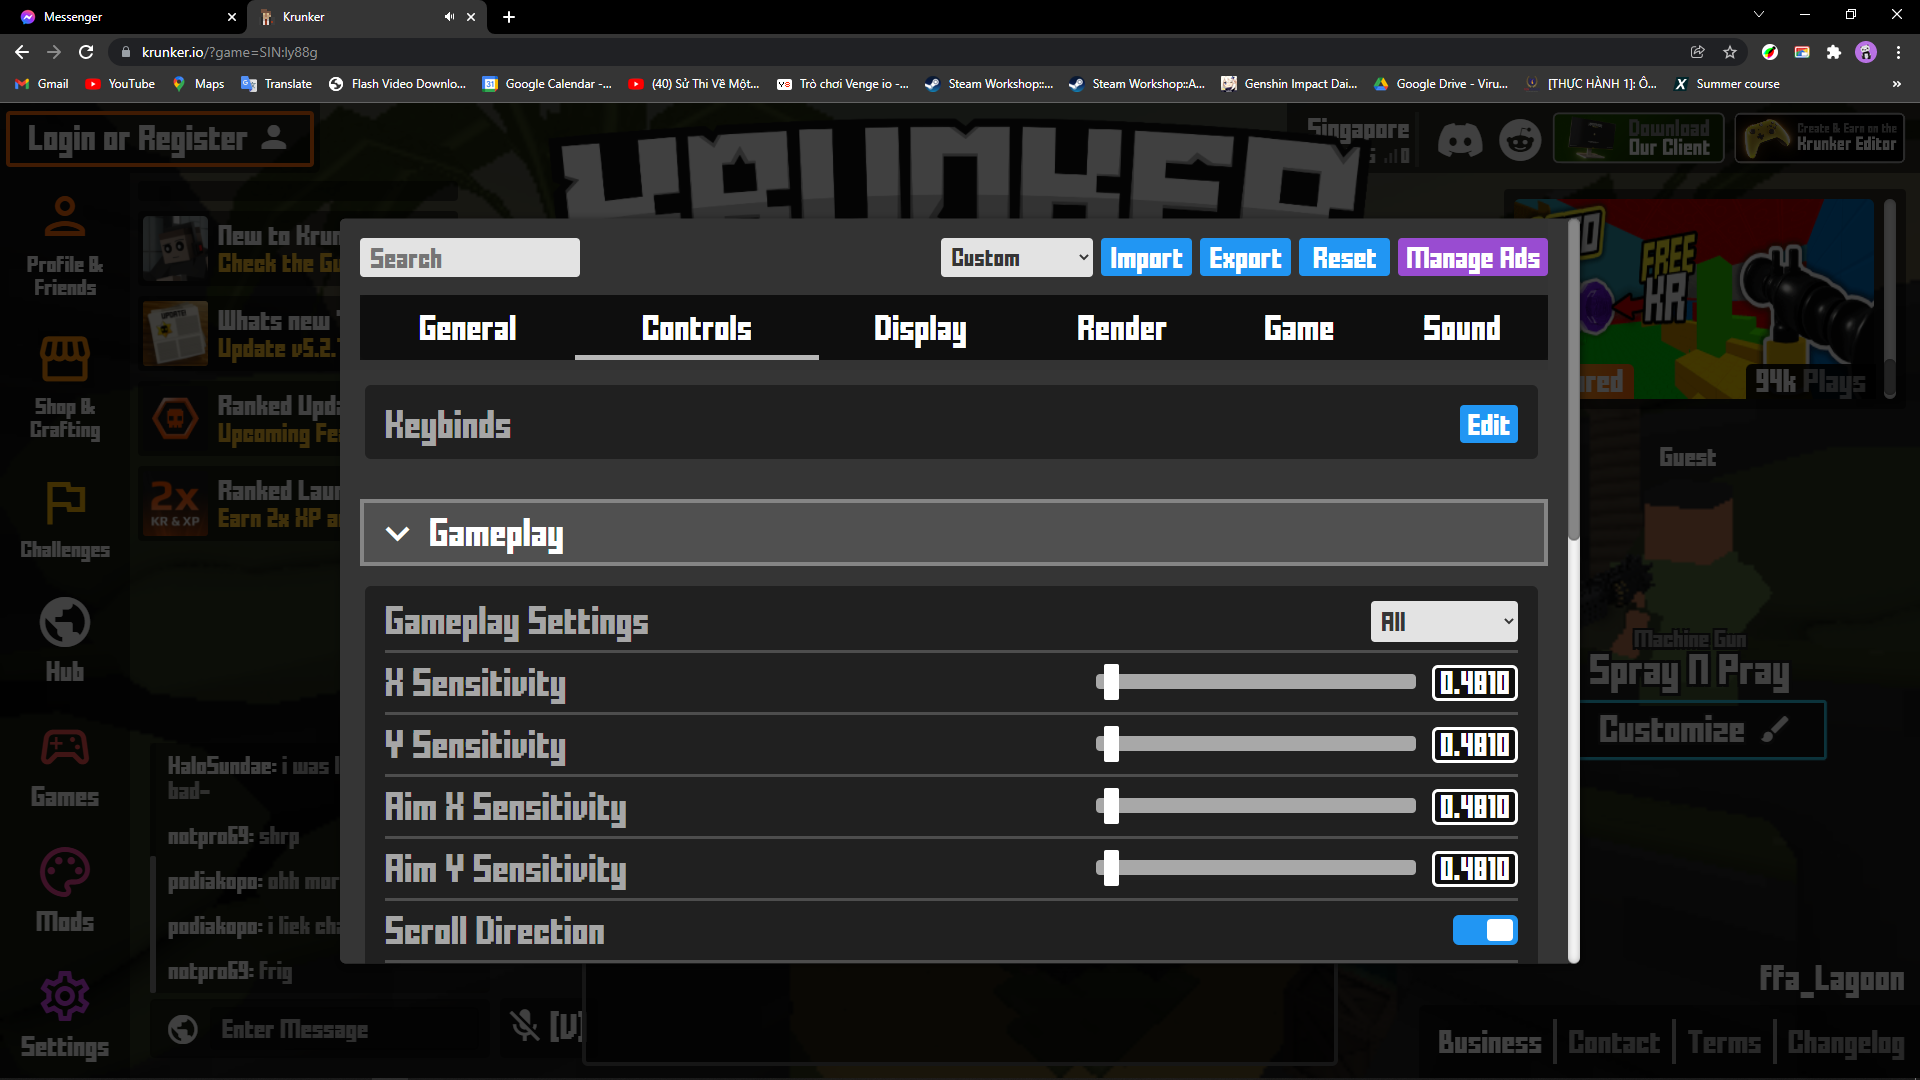 Messenger
Krunker
krunker.io/?game=SIN:ly88g
Gmail
YouTube
Maps
Translate
Flash Video Downlo...
Google Calendar -...
(40) Sử Thi Về Một...
Trò chơi Venge io -...
Steam Workshop::...
Steam Workshop::A...
Genshin Impact Dai...
Google Drive - Viru...
[THỰC HÀNH 1]: Ô...
Summer course
»
Login or Register
KRUNKER
Singapore
Download
Our Client
Create & Earn on the
Krunker Editor
Profile &
Friends
Shop &
Crafting
Challenges
Hub
Games
Mods
Settings
New to Krun
Check the Gu
Whats new
Update v5.2.
Ranked Upda
Upcoming Fea
2x
KR & XP
Ranked Laun
Earn 2x XP a
Search
Custom
Import
Export
Reset
Manage Ads
General
Controls
Display
Render
Game
Sound
Keybinds
Edit
Gameplay
Gameplay Settings
All
X Sensitivity
0.4810
Y Sensitivity
0.4810
Aim X Sensitivity
0.4810
Aim Y Sensitivity
0.4810
Scroll Direction
FREE
KR
94k Plays
Guest
Machine Gun
Spray N Pray
Customize
HaloSundae: i was
bad-
notpro69: shrp
podiakopo: ohh mor
podiakopo: i liek cha
notpro69: frig
Enter Message
ffa_Lagoon
Business
Contact
Terms
Changelog